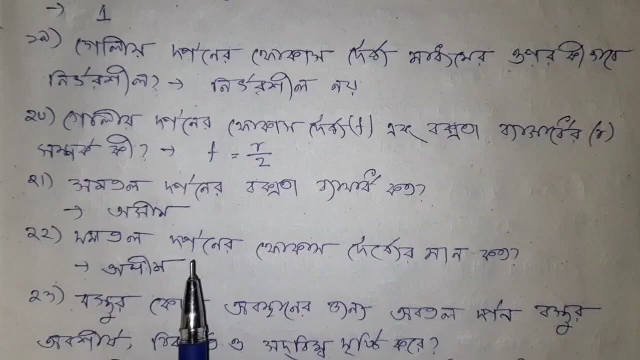 → 1
১৯) গোলীয় দর্পনের ফোকাস দৈর্ঘ্য মাধ্যমের ওপর কীভাবে
নির্ভরশীল? → নির্ভরশীল নয়
২০) গোলীয় দর্পনের ফোকাস দৈর্ঘ্য (f) এবং বক্রতা ব্যাসার্ধের (r)
সম্পর্ক কী? → f = r/2
২১) সমতল দর্পনের বক্রতা ব্যাসার্ধ কত?
→ অসীম
২২) সমতল দর্পনের ফোকাস দৈর্ঘ্যের মান কত?
→ অসীম
২৩) বস্তুর অবস্থানের জন্য অবতল দর্পন বস্তুর
অবশীর্ষ, ও সদবিম্ব সৃষ্টি করে?